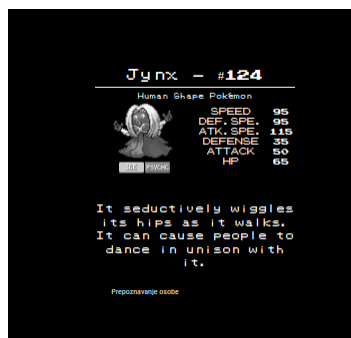 Jynx – #124
Human Shape Pokémon
SPEED 95
DEF.SPE. 95
ATK.SPE. 115
DEFENSE 35
ATTACK 50
HP 65
ICE PSYCHC
It seductively wiggles
its hips as it walks.
It can cause people to
dance in unison with
it.
Prepoznavanje osobe